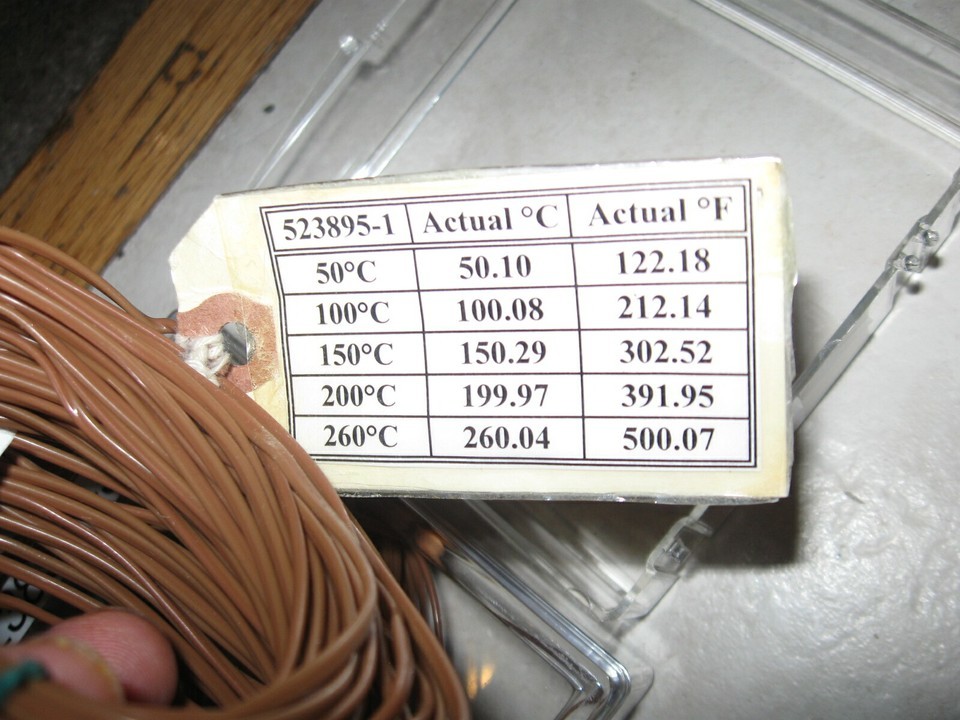 523895-1 Actual °C Actual °F
50°C 50.10 122.18
100°C 100.08 212.14
150°C 150.29 302.52
200°C 199.97 391.95
260°C 260.04 500.07